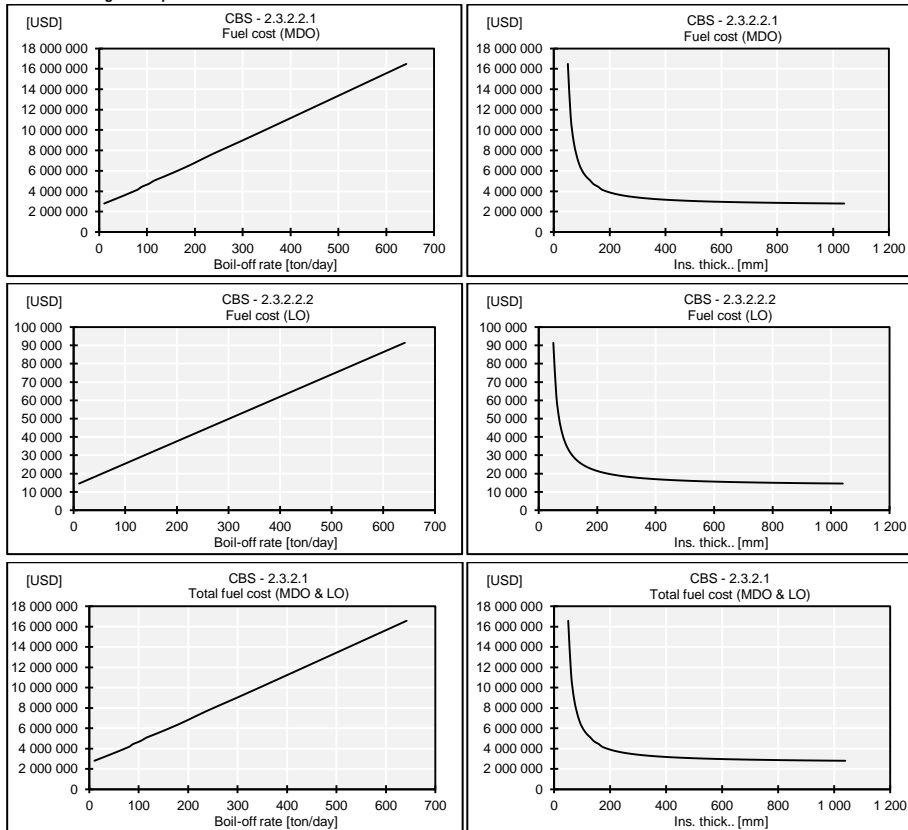 [USD]
CBS - 2.3.2.2.1
Fuel cost (MDO)
18 000 000
16 000 000
14 000 000
12 000 000
10 000 000
8 000 000
6 000 000
4 000 000
2 000 000
0
0 100 200 300 400 500 600 700
Boil-off rate [ton/day]
[USD]
CBS - 2.3.2.2.1
Fuel cost (MDO)
18 000 000
16 000 000
14 000 000
12 000 000
10 000 000
8 000 000
6 000 000
4 000 000
2 000 000
0
0 200 400 600 800 1 000 1 200
Ins. thick.. [mm]
[USD]
CBS - 2.3.2.2.2
Fuel cost (LO)
100 000
90 000
80 000
70 000
60 000
50 000
40 000
30 000
20 000
10 000
0
0 100 200 300 400 500 600 700
Boil-off rate [ton/day]
[USD]
CBS - 2.3.2.2.2
Fuel cost (LO)
100 000
90 000
80 000
70 000
60 000
50 000
40 000
30 000
20 000
10 000
0
0 200 400 600 800 1 000 1 200
Ins. thick.. [mm]
[USD]
CBS - 2.3.2.1
Total fuel cost (MDO & LO)
18 000 000
16 000 000
14 000 000
12 000 000
10 000 000
8 000 000
6 000 000
4 000 000
2 000 000
0
0 100 200 300 400 500 600 700
Boil-off rate [ton/day]
[USD]
CBS - 2.3.2.1
Total fuel cost (MDO & LO)
18 000 000
16 000 000
14 000 000
12 000 000
10 000 000
8 000 000
6 000 000
4 000 000
2 000 000
0
0 200 400 600 800 1 000 1 200
Ins. thick.. [mm]